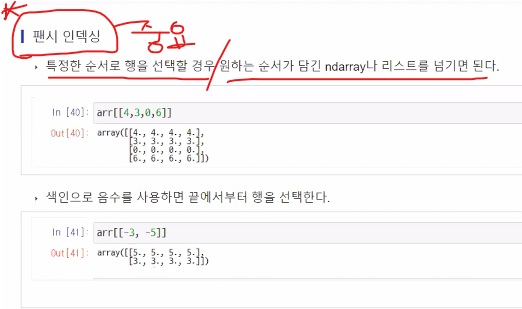 중요
팬시 인덱싱
특정한 순서로 행을 선택할 경우 원하는 순서가 담긴 ndarray나 리스트를 넘기면 된다.
In [40]: arr[[4,3,0,6]]
Out[40]: array([[4., 4., 4., 4.],
[3., 3., 3., 3.],
[0., 0., 0., 0.],
[6., 6., 6., 6.]])
색인으로 음수를 사용하면 끝에서부터 행을 선택한다.
In [41]: arr[[-3, -5]]
Out[41]: array([[5., 5., 5., 5.],
[3., 3., 3., 3.]])